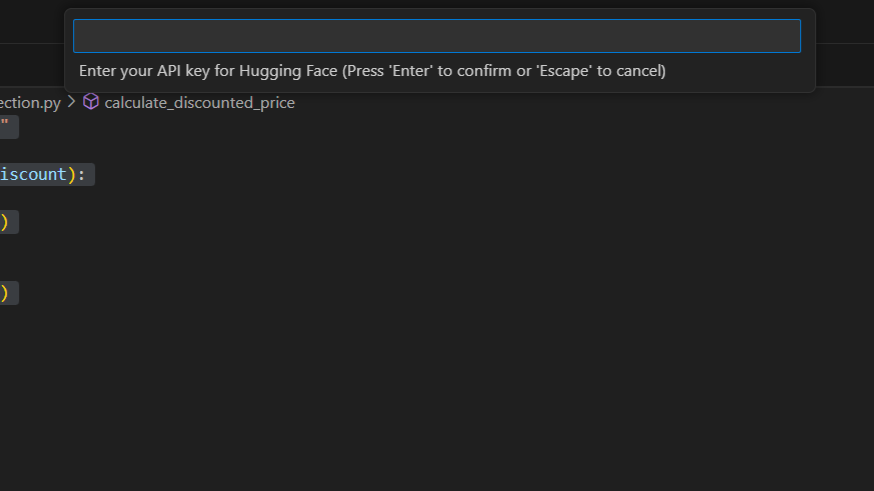 Enter your API key for Hugging Face (Press 'Enter' to confirm or 'Escape' to cancel)
ection.py > calculate_discounted_price
"
iscount):
)
)